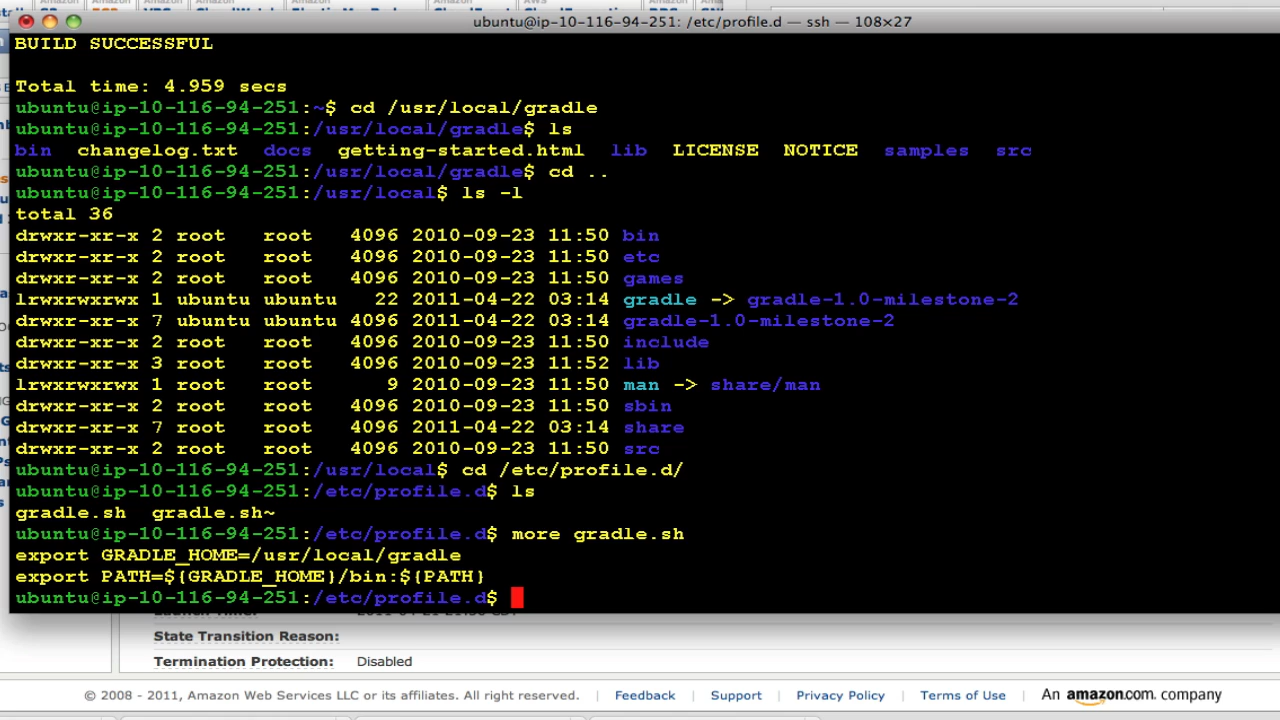 ubuntu@ip-10-116-94-251: /etc/profile.d — ssh — 108×27
BUILD SUCCESSFUL
Total time: 4.959 secs
ubuntu@ip-10-116-94-251:~$ cd /usr/local/gradle
ubuntu@ip-10-116-94-251:/usr/local/gradle$ ls
bin changelog.txt docs getting-started.html lib LICENSE NOTICE samples src
ubuntu@ip-10-116-94-251:/usr/local/gradle$ cd ..
ubuntu@ip-10-116-94-251:/usr/local$ ls -l
total 36
drwxr-xr-x 2 root root 4096 2010-09-23 11:50 bin
drwxr-xr-x 2 root root 4096 2010-09-23 11:50 etc
drwxr-xr-x 2 root root 4096 2010-09-23 11:50 games
lrwxrwxrwx 1 ubuntu ubuntu 22 2011-04-22 03:14 gradle -> gradle-1.0-milestone-2
drwxr-xr-x 7 ubuntu ubuntu 4096 2011-04-22 03:14 gradle-1.0-milestone-2
drwxr-xr-x 2 root root 4096 2010-09-23 11:50 include
drwxr-xr-x 3 root root 4096 2010-09-23 11:52 lib
lrwxrwxrwx 1 root root 9 2010-09-23 11:50 man -> share/man
drwxr-xr-x 2 root root 4096 2010-09-23 11:50 sbin
drwxr-xr-x 7 root root 4096 2011-04-22 03:14 share
drwxr-xr-x 2 root root 4096 2010-09-23 11:50 src
ubuntu@ip-10-116-94-251:/usr/local$ cd /etc/profile.d/
ubuntu@ip-10-116-94-251:/etc/profile.d$ ls
gradle.sh gradle.sh~
ubuntu@ip-10-116-94-251:/etc/profile.d$ more gradle.sh
export GRADLE_HOME=/usr/local/gradle
export PATH=${GRADLE_HOME}/bin:${PATH}
ubuntu@ip-10-116-94-251:/etc/profile.d$
State Transition Reason:
Termination Protection: Disabled
© 2008 - 2011, Amazon Web Services LLC or its affiliates. All right reserved. | Feedback | Support | Privacy Policy | Terms of Use | An amazon.com company